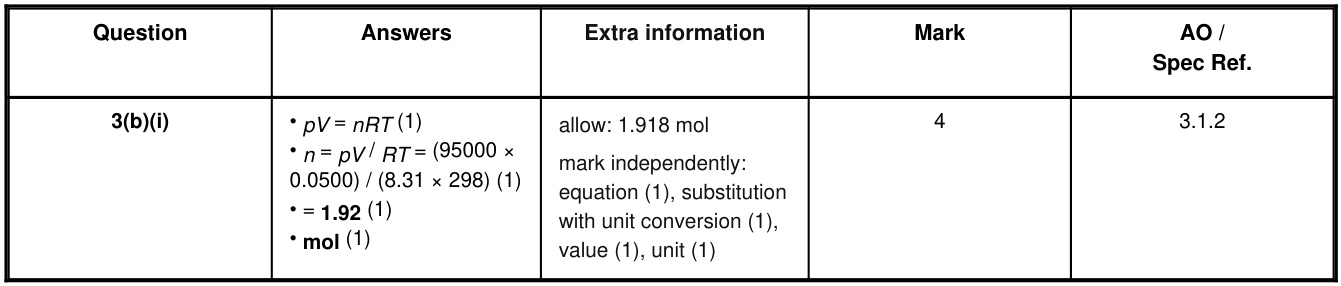 Question Answers Extra information Mark AO /
Spec Ref.
3(b)(i)
• pV = nRT (1)
• n = pV / RT = (95000 ×
0.0500) / (8.31 × 298) (1)
• = 1.92 (1)
• mol (1)
allow: 1.918 mol
mark independently:
equation (1), substitution
with unit conversion (1),
value (1), unit (1)
4
3.1.2